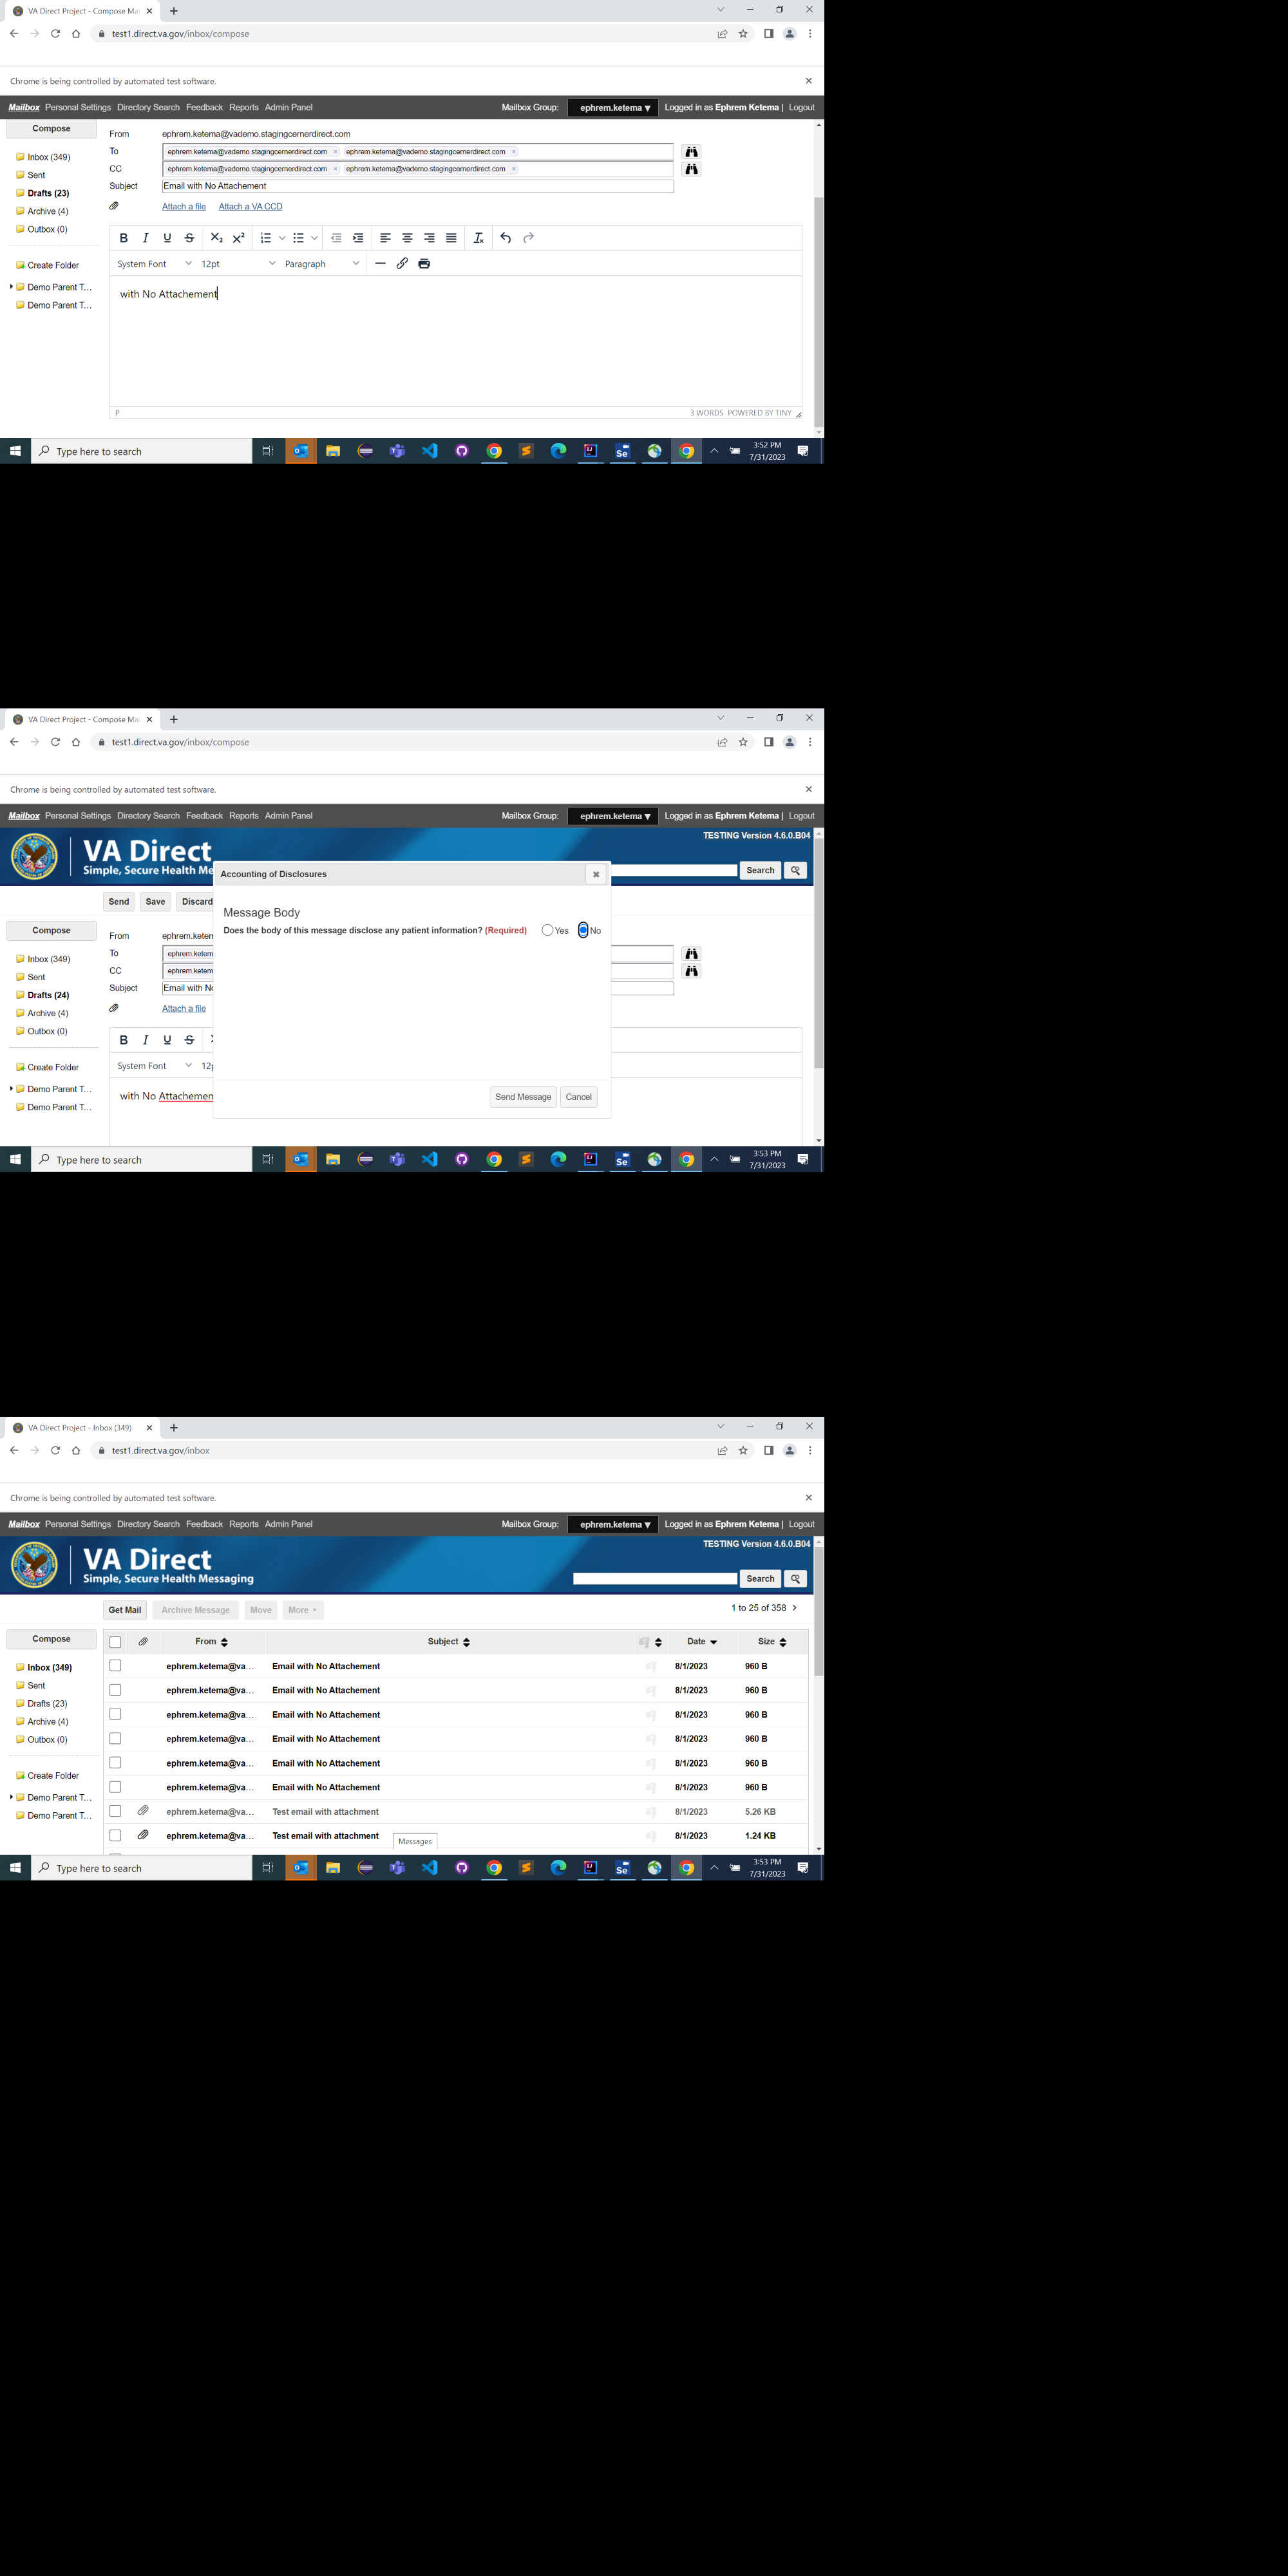 VA Direct Project - Compose Ma
test1.direct.va.gov/inbox/compose
Chrome is being controlled by automated test software.
Mailbox Personal Settings Directory Search Feedback Reports Admin Panel Mailbox Group: ephrem.ketema ▼ Logged in as Ephrem Ketema | Logout
Compose
From ephrem.ketema@vademo.stagingcernerdirect.com
To ephrem.ketema@vademo.stagingcernerdirect.com × ephrem.ketema@vademo.stagingcernerdirect.com ×
Inbox (349)
CC ephrem.ketema@vademo.stagingcernerdirect.com × ephrem.ketema@vademo.stagingcernerdirect.com ×
Sent
Subject Email with No Attachement
Drafts (23)
Attach a file Attach a VA CCD
Archive (4)
Outbox (0)
B I U S X₂ X²
Create Folder
System Font 12pt Paragraph
Demo Parent T...
with No Attachement
Demo Parent T...
P 3 WORDS POWERED BY TINY
Type here to search
3:52 PM
7/31/2023
VA Direct Project - Compose Ma
test1.direct.va.gov/inbox/compose
Chrome is being controlled by automated test software.
Mailbox Personal Settings Directory Search Feedback Reports Admin Panel Mailbox Group: ephrem.ketema ▼ Logged in as Ephrem Ketema | Logout
TESTING Version 4.6.0.B04
VA Direct
Simple, Secure Health Me
Search
Accounting of Disclosures
Send Save Discard
Message Body
Does the body of this message disclose any patient information? (Required) Yes No
Compose
From ephrem.ketem
To ephrem.ketem
Inbox (349)
CC ephrem.ketem
Sent
Subject Email with No
Drafts (24)
Attach a file
Archive (4)
Outbox (0)
B I U S
Create Folder
System Font 12p
Demo Parent T...
with No Attachemen
Send Message Cancel
Demo Parent T...
Type here to search
3:53 PM
7/31/2023
VA Direct Project - Inbox (349)
test1.direct.va.gov/inbox
Chrome is being controlled by automated test software.
Mailbox Personal Settings Directory Search Feedback Reports Admin Panel Mailbox Group: ephrem.ketema ▼ Logged in as Ephrem Ketema | Logout
TESTING Version 4.6.0.B04
VA Direct
Simple, Secure Health Messaging
Search
Get Mail Archive Message Move More 1 to 25 of 358
Compose
From Subject Date Size
Inbox (349)
ephrem.ketema@va... Email with No Attachement 8/1/2023 960 B
Sent
ephrem.ketema@va... Email with No Attachement 8/1/2023 960 B
Drafts (23)
ephrem.ketema@va... Email with No Attachement 8/1/2023 960 B
Archive (4)
Outbox (0)
ephrem.ketema@va... Email with No Attachement 8/1/2023 960 B
ephrem.ketema@va... Email with No Attachement 8/1/2023 960 B
Create Folder
ephrem.ketema@va... Email with No Attachement 8/1/2023 960 B
Demo Parent T...
ephrem.ketema@va... Test email with attachment 8/1/2023 5.26 KB
Demo Parent T...
ephrem.ketema@va... Test email with attachment 8/1/2023 1.24 KB
Messages
Type here to search
3:53 PM
7/31/2023